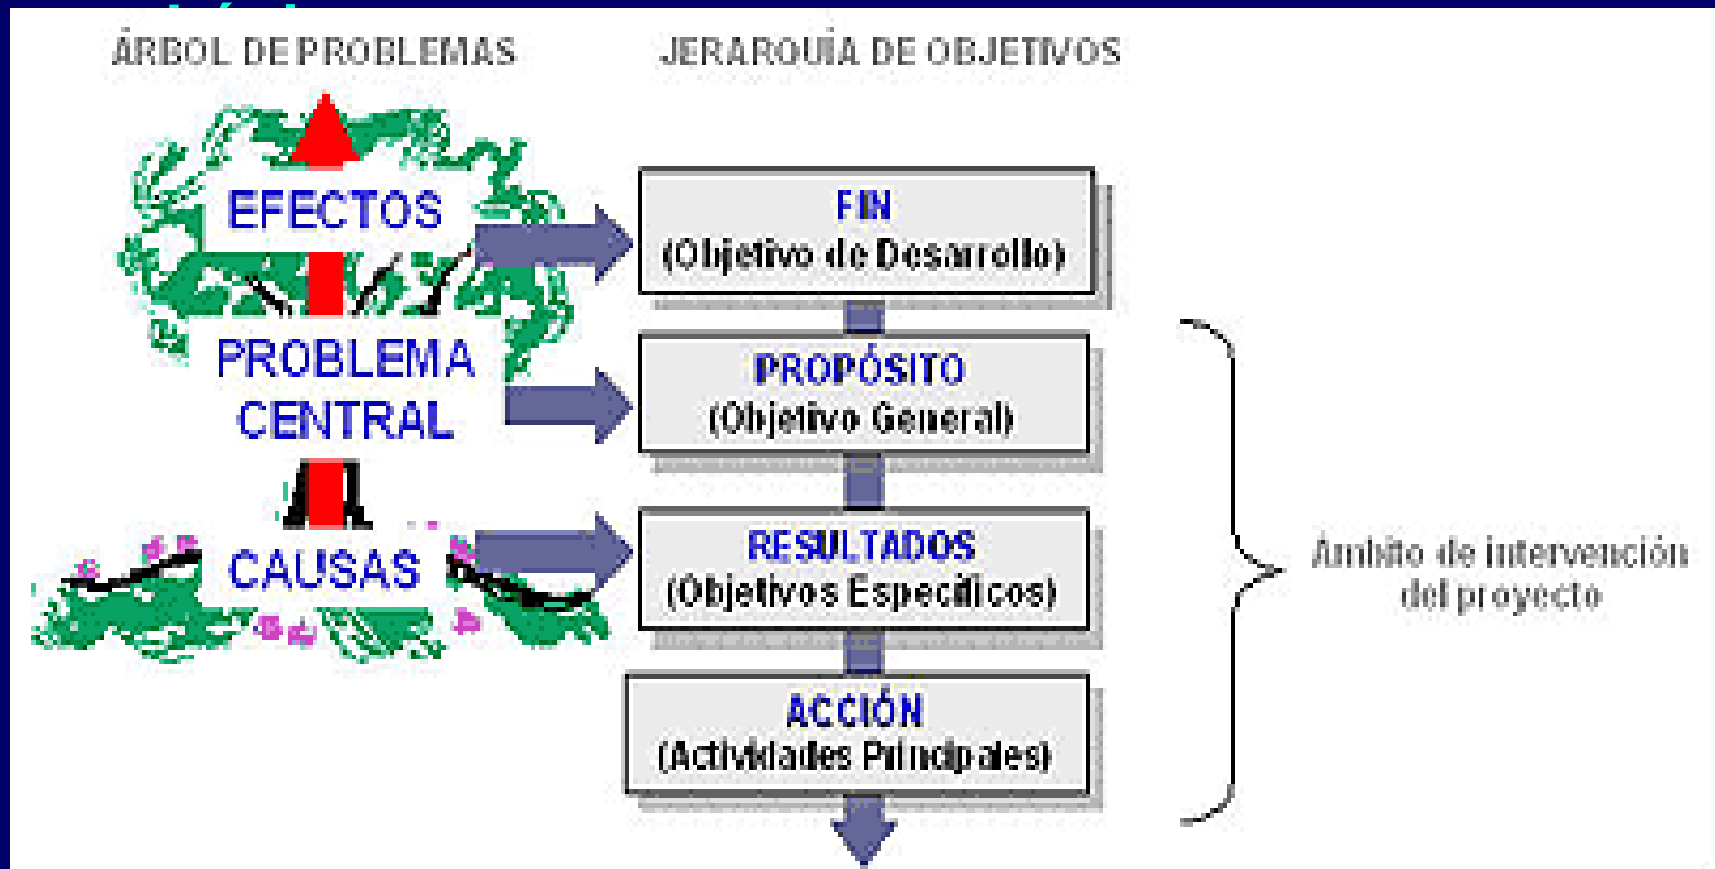 ÁRBOL DE PROBLEMAS
JERARQUÍA DE OBJETIVOS
EFECTOS
FIN
(Objetivo de Desarrollo)
PROBLEMA
CENTRAL
PROPÓSITO
(Objetivo General)
CAUSAS
RESULTADOS
(Objetivos Específicos)
ACCIÓN
(Actividades Principales)
Ámbito de intervención
del proyecto